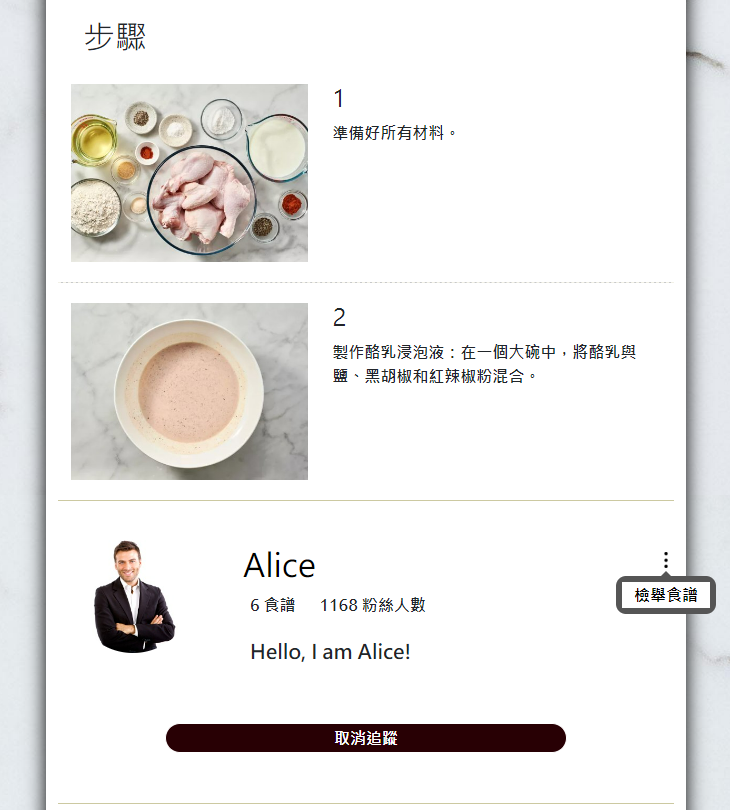 步驟
1
準備好所有材料。
2
製作酪乳浸泡液：在一個大碗中，將酪乳與
鹽、黑胡椒和紅辣椒粉混合。
Alice
檢舉食譜
6 食譜 1168 粉絲人數
Hello, I am Alice!
取消追蹤